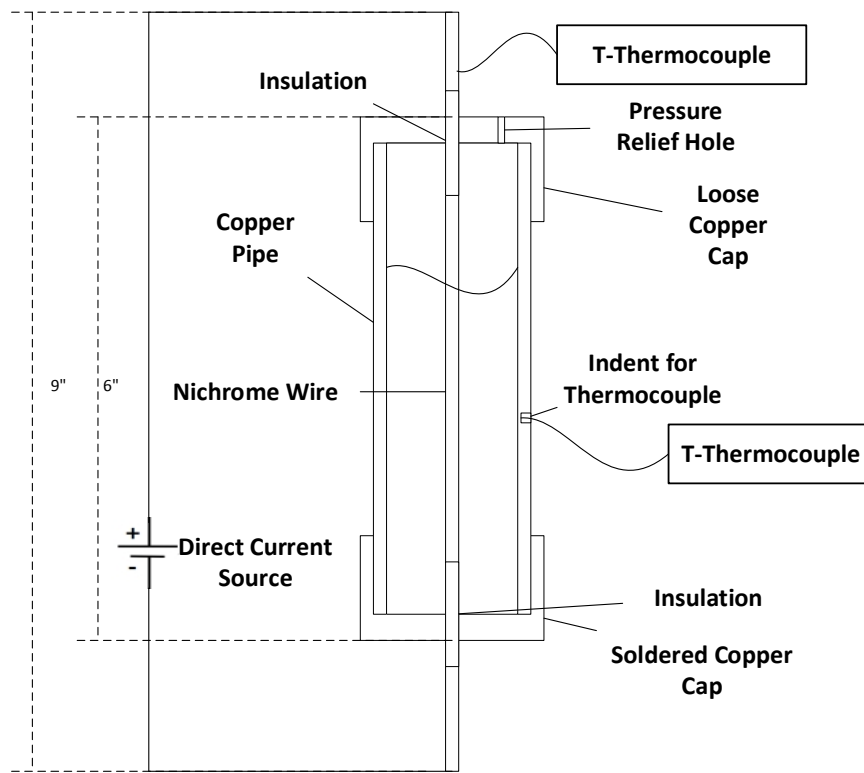 T-Thermocouple
Insulation
Pressure
Relief Hole
Loose
Copper
Cap
Copper
Pipe
Indent for
Thermocouple
9"
6"
Nichrome Wire
T-Thermocouple
+
Direct Current
Source
-
Insulation
Soldered Copper
Cap